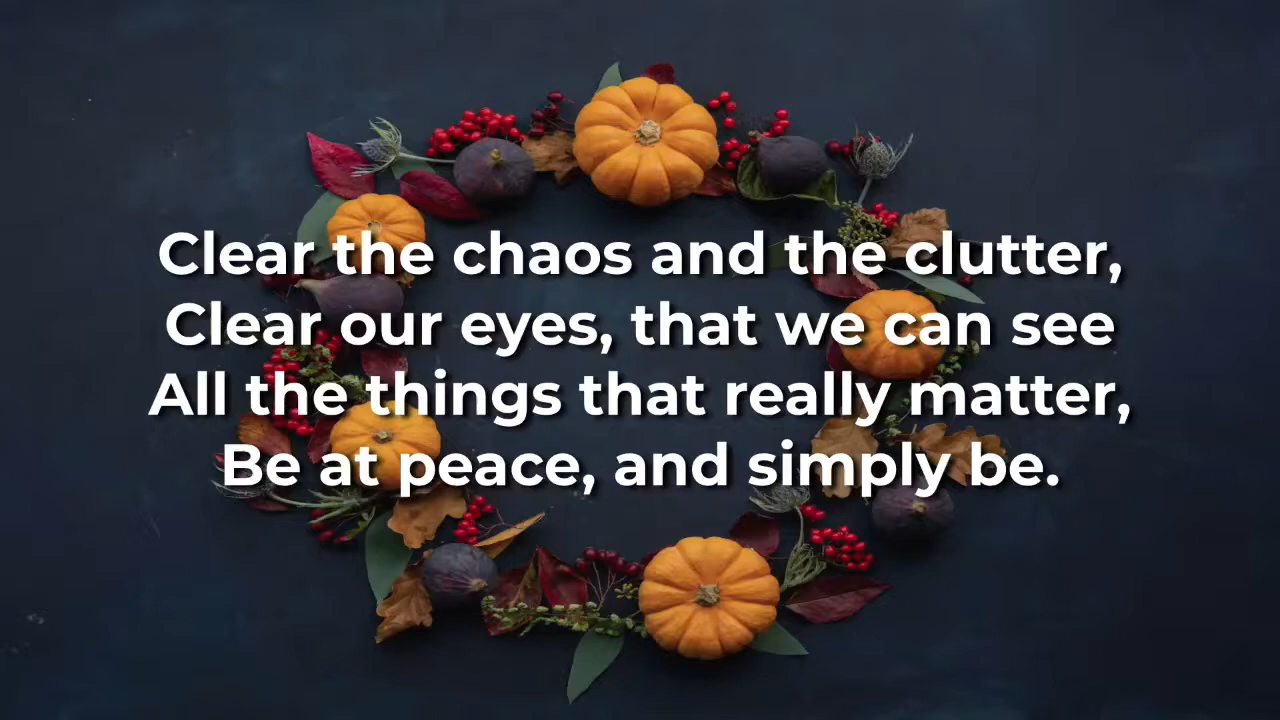 Clear the chaos and the clutter,
Clear our eyes, that we can see
All the things that really matter,
Be at peace, and simply be.